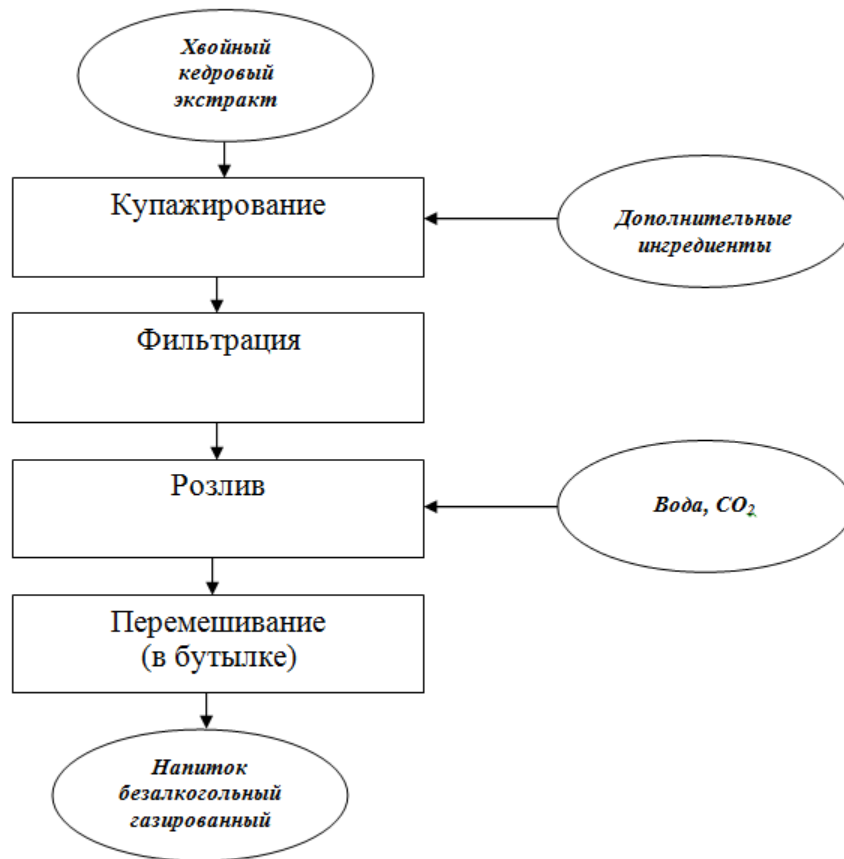 Хвойный
кедровый
экстракт
Купажирование
Дополнительные
ингредиенты
Фильтрация
Розлив
Вода, CO₂
Перемешивание
(в бутылке)
Напиток
безалкогольный
газированный